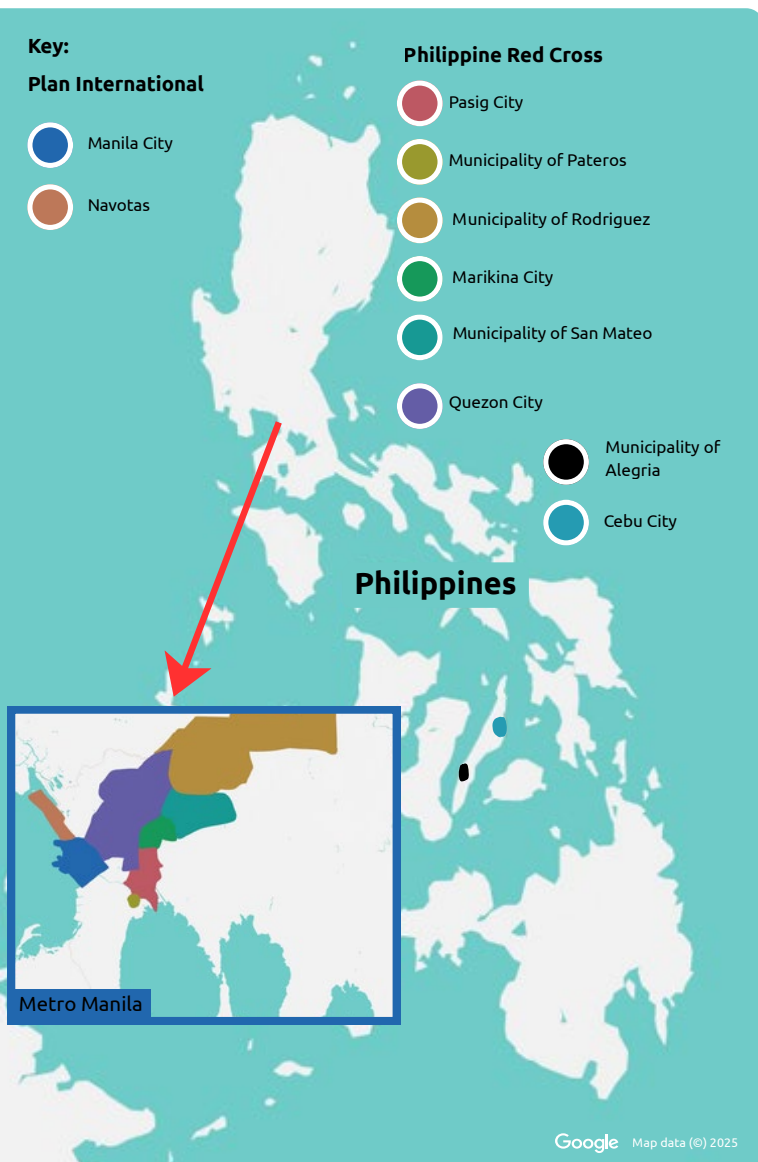 Key:
Plan International
Manila City
Navotas
Philippine Red Cross
Pasig City
Municipality of Pateros
Municipality of Rodriguez
Marikina City
Municipality of San Mateo
Quezon City
Municipality of
Alegria
Cebu City
Philippines
Metro Manila
Google Map data (©) 2025